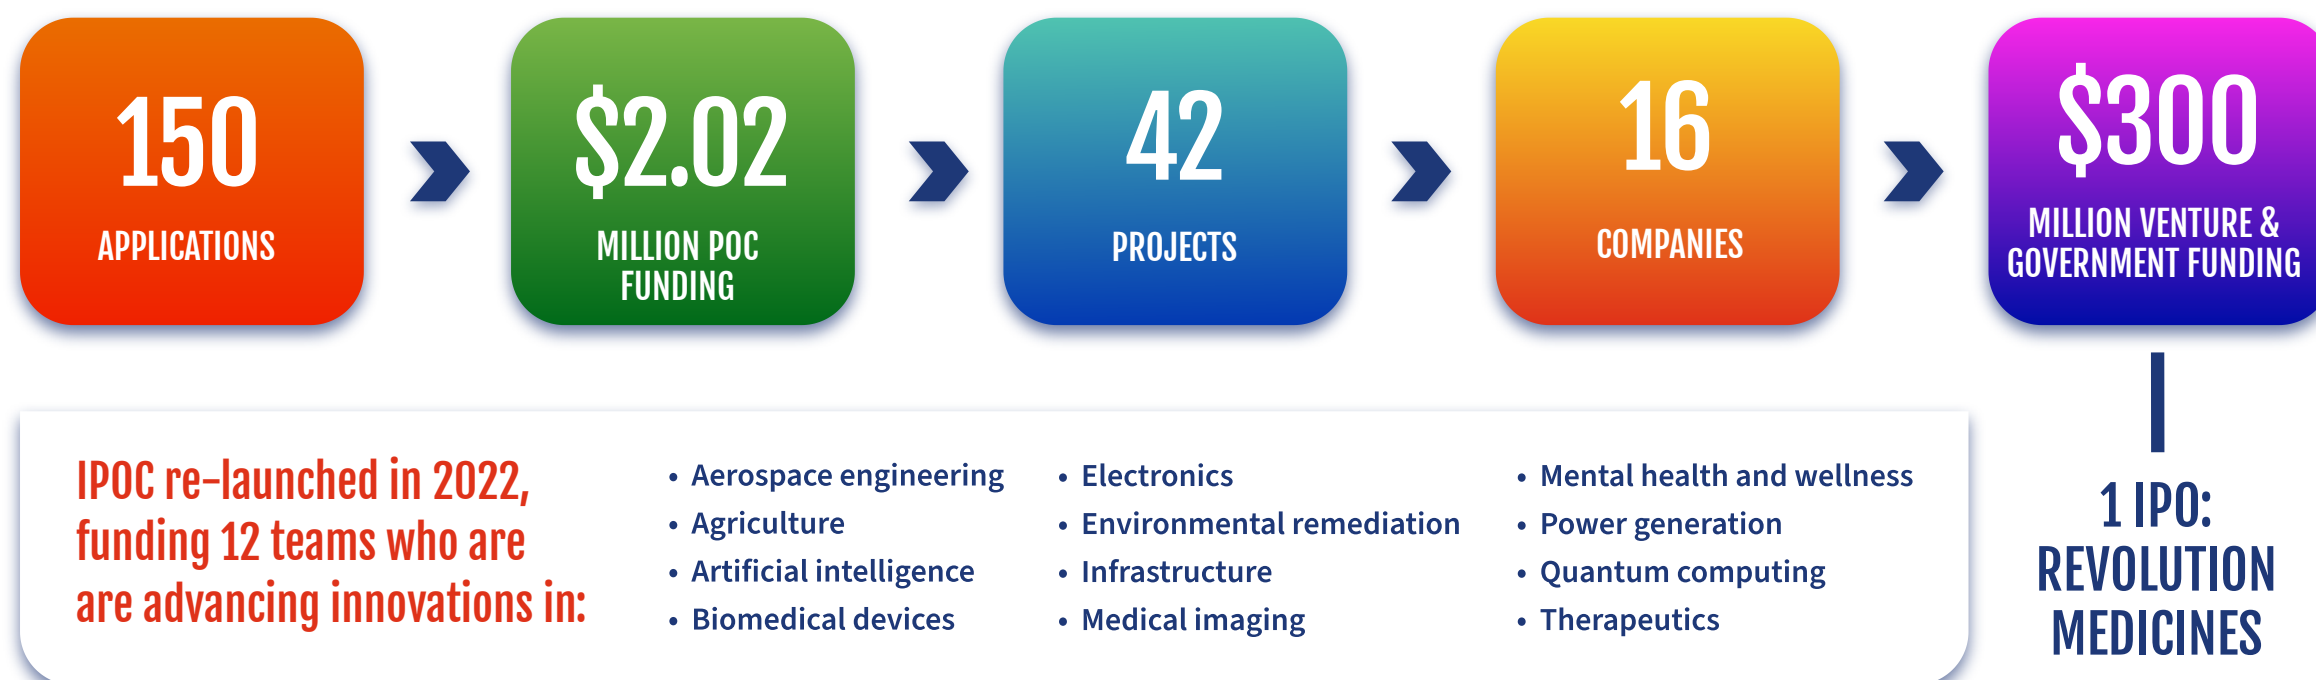 150
APPLICATIONS
$2.02
MILLION POC
FUNDING
42
PROJECTS
16
COMPANIES
$300
MILLION VENTURE &
GOVERNMENT FUNDING
IPOC re-launched in 2022,
funding 12 teams who are
are advancing innovations in:
• Aerospace engineering
• Agriculture
• Artificial intelligence
• Biomedical devices
• Electronics
• Environmental remediation
• Infrastructure
• Medical imaging
• Mental health and wellness
• Power generation
• Quantum computing
• Therapeutics
1 IPO:
REVOLUTION
MEDICINES